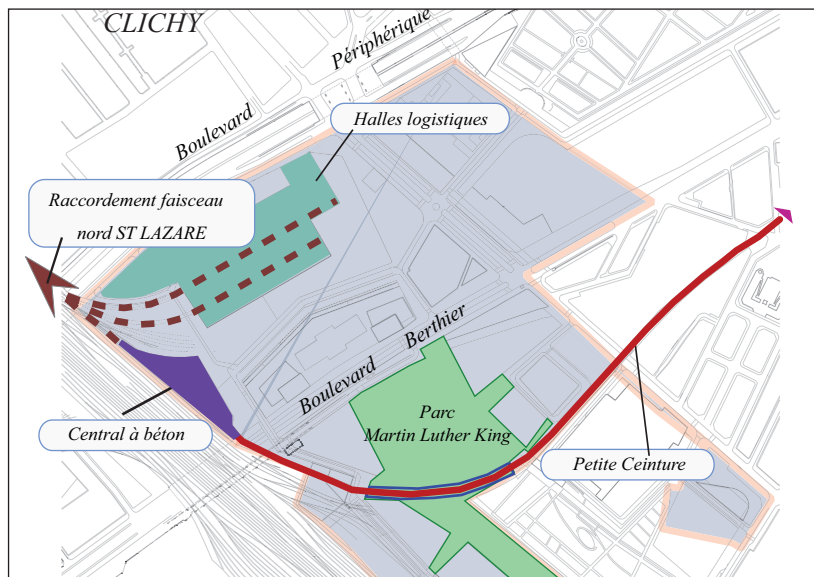 CLICHY
Boulevard Périphérique
Halles logistiques
Raccordement faisceau
nord ST LAZARE
Boulevard Berthier
Parc
Martin Luther King
Central à béton
Petite Ceinture